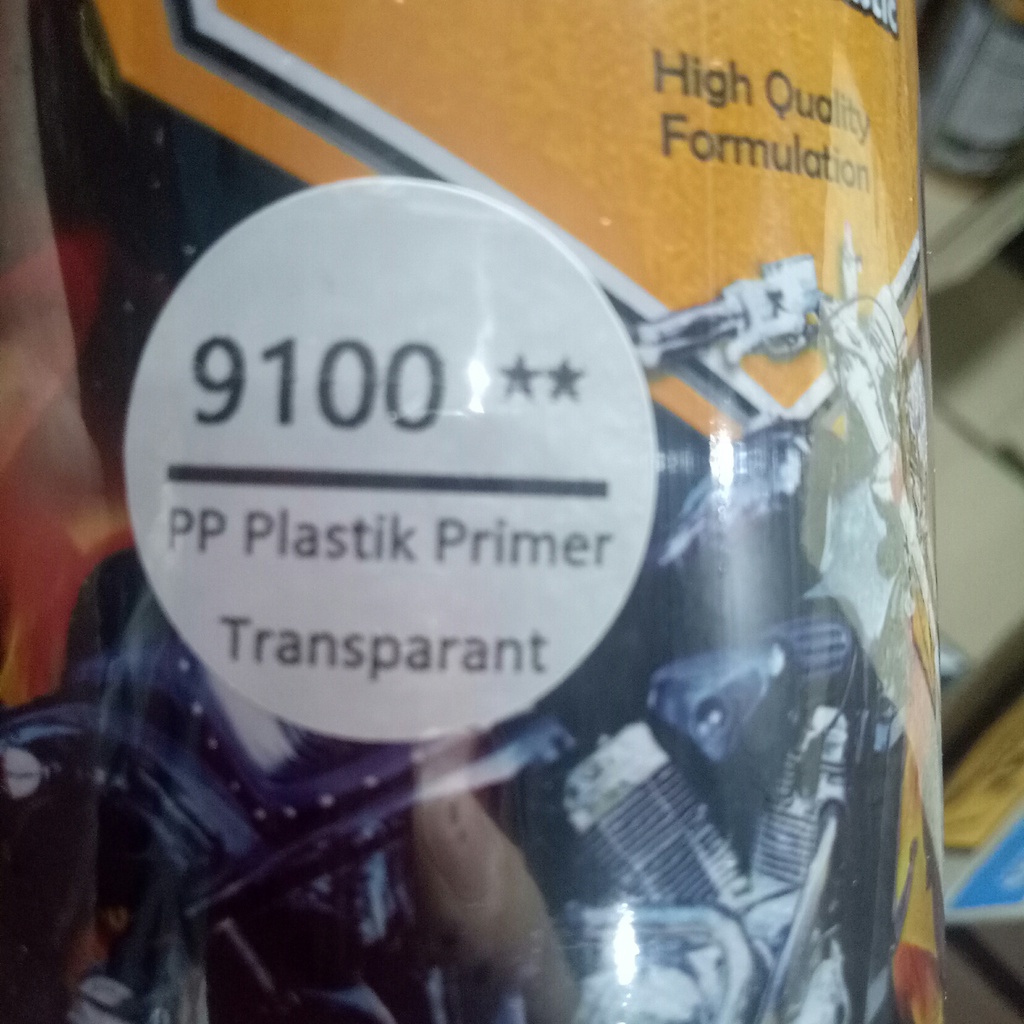 High Quality
Formulation
9100 **
PP Plastik Primer
Transparant